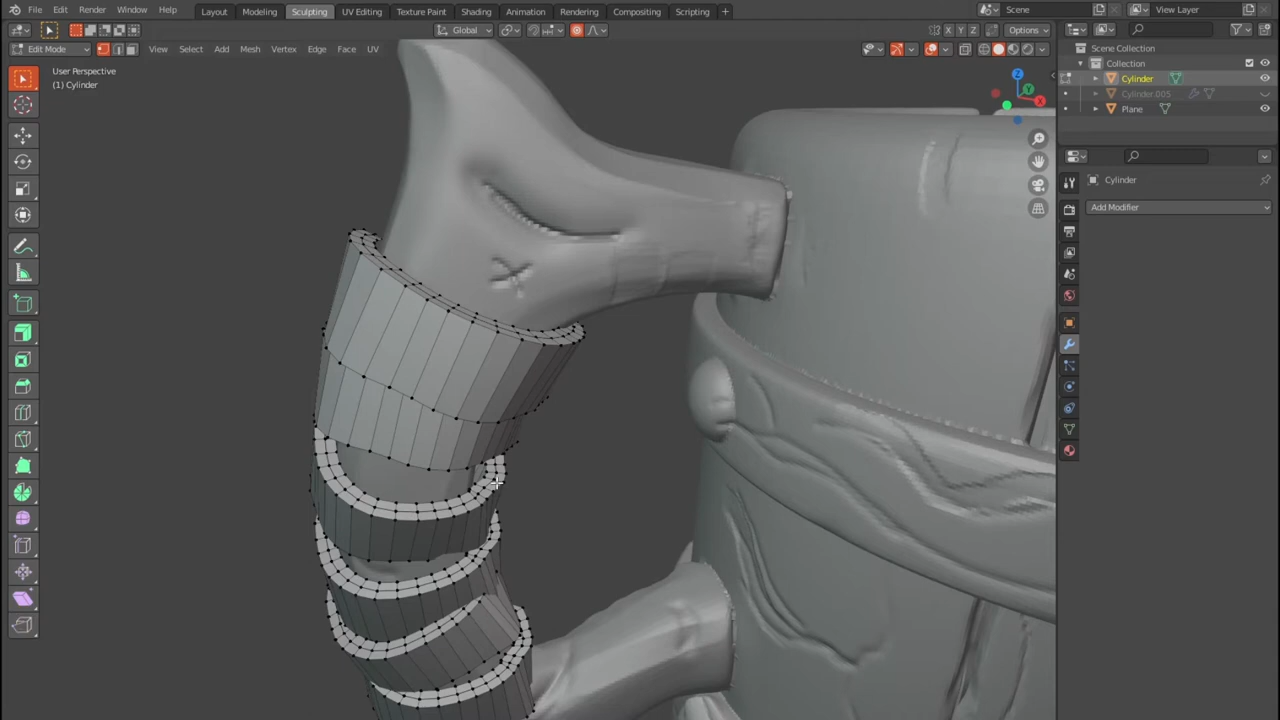 File Edit Render Window Help Layout Modeling Sculpting UV Editing Texture Paint Shading Animation Rendering Compositing Scripting + Scene View Layer
Global X Y Z Options
Edit Mode View Select Add Mesh Vertex Edge Face UV Scene Collection
User Perspective Collection
(1) Cylinder Z Y X Cylinder
Cylinder.005
Plane
Cylinder
Add Modifier